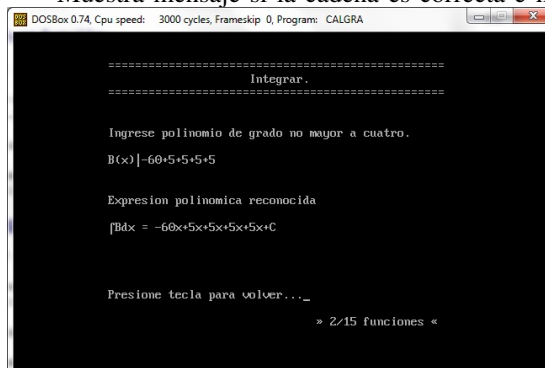 Muestra mensaje si la cadena es correcta e
DOSBox 0.74, Cpu speed: 3000 cycles, Frameskip 0, Program: CALGRA
==================================================
Integrar.
==================================================
Ingrese polinomio de grado no mayor a cuatro.
B(x)|-60+5+5+5+5
Expresion polinomica reconocida
⌠Bdx = -60x+5x+5x+5x+5x+C
Presione tecla para volver..._
» 2/15 funciones «